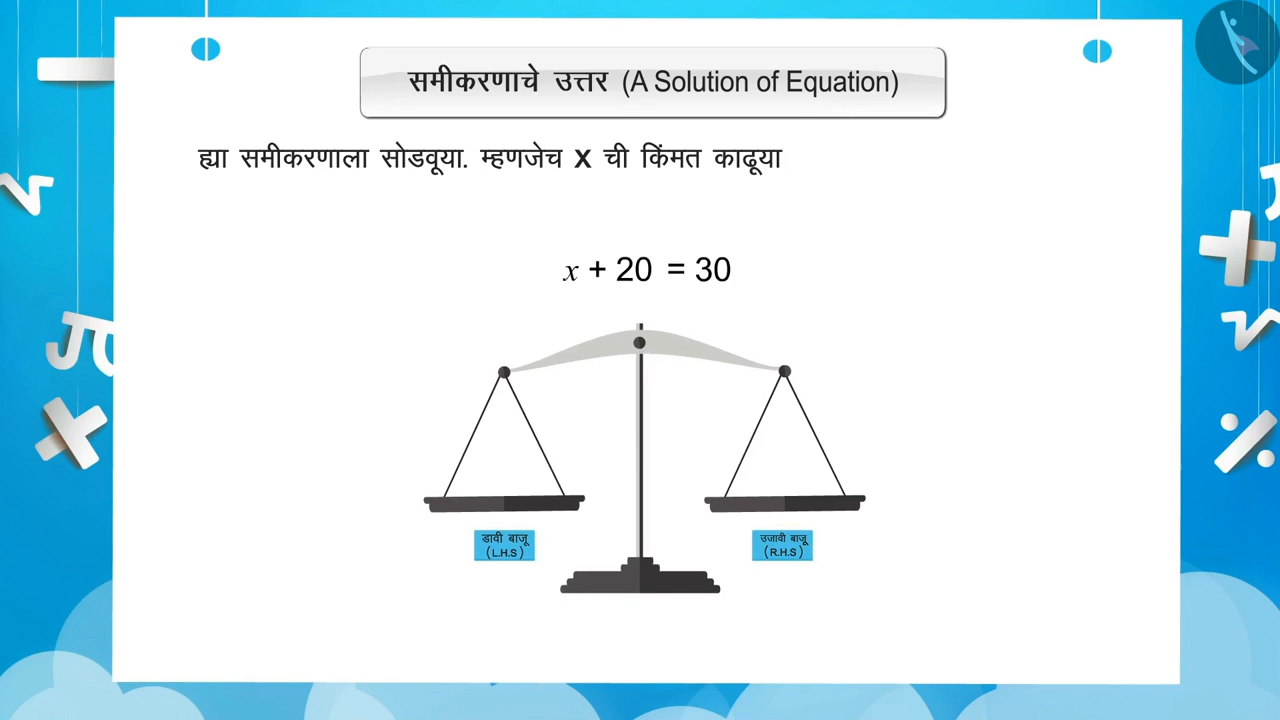 समीकरणाचे उत्तर (A Solution of Equation)
ह्या समीकरणाला सोडवूया. म्हणजेच x ची किंमत काढूया
x + 20 = 30
डावी बाजू
(L.H.S)
उजावी बाजू
(R.H.S)